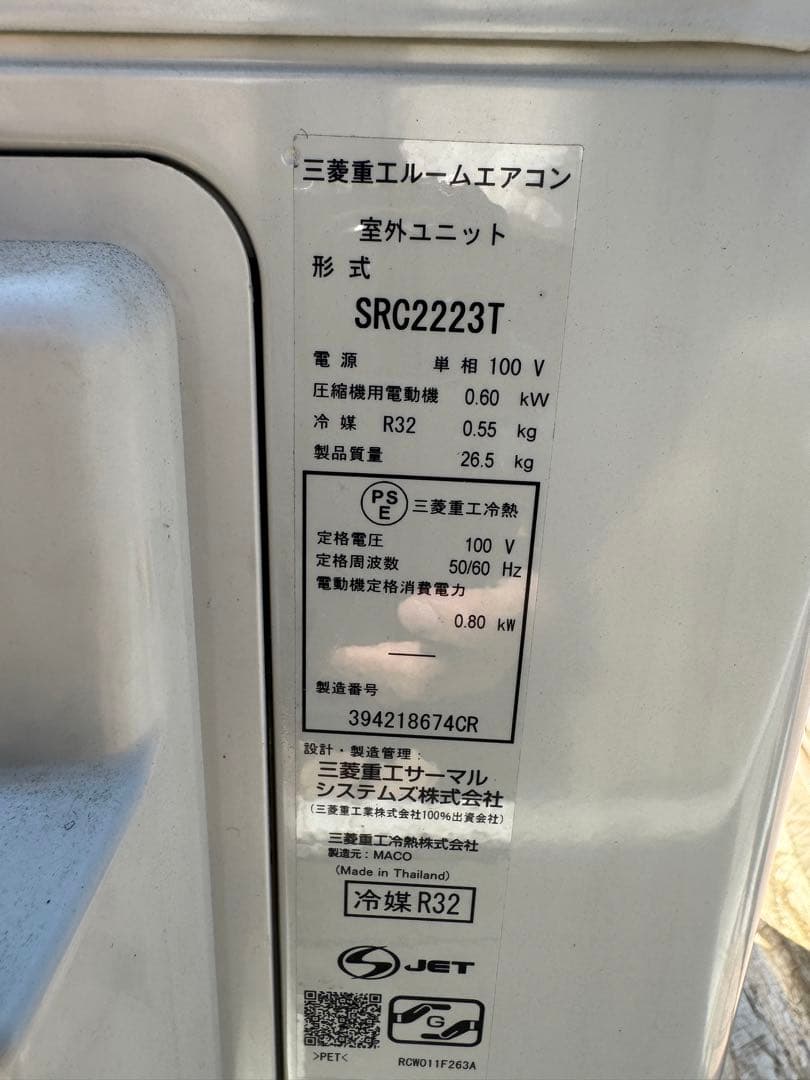 三菱重工ルームエアコン
室外ユニット
形式
SRC2223T
電源 単相 100 V
圧縮機用電動機 0.60 kW
冷媒 R32 0.55 kg
製品質量 26.5 kg
PS
E 三菱重工冷熱
定格電圧 100 V
定格周波数 50/60 Hz
電動機定格消費電力
0.80 kW
製造番号
394218674CR
設計・製造管理：
三菱重工サーマル
システムズ株式会社
(三菱重工業株式会社100%出資会社)
三菱重工冷熱株式会社
製造元：MACO
(Made in Thailand)
冷媒 R32
S JET
G
>PET<
RCW011F263A